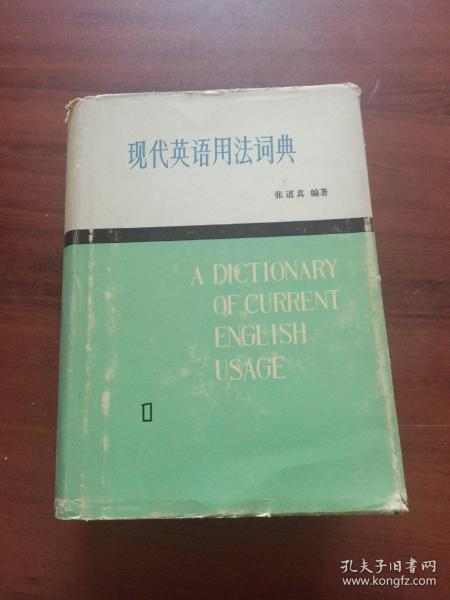 现代英语用法词典
张道真 编著
A DICTIONARY
OF CURRENT
ENGLISH
USAGE
孔夫子旧书网
www.kongfz.com